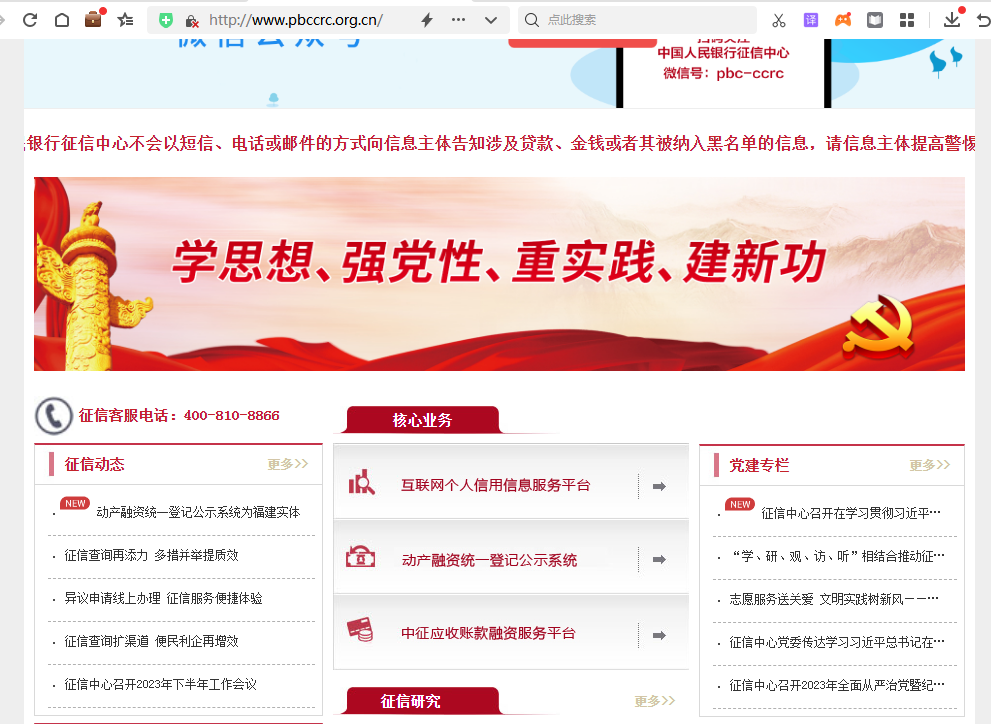 http://www.pbccrc.org.cn/
点此搜索
译
微信公众号
扫码关注
中国人民银行征信中心
微信号：pbc-ccrc
银行征信中心不会以短信、电话或邮件的方式向信息主体告知涉及贷款、金钱或者其被纳入黑名单的信息，请信息主体提高警惕
学思想、强党性、重实践、建新功
征信客服电话：400-810-8866
核心业务
征信动态
更多>>
NEW
· 动产融资统一登记公示系统为福建实体
· 征信查询再添力 多措并举提质效
· 异议申请线上办理 征信服务便捷体验
· 征信查询扩渠道 便民利企再增效
· 征信中心召开2023年下半年工作会议
互联网个人信用信息服务平台
动产融资统一登记公示系统
中征应收账款融资服务平台
征信研究
更多>>
党建专栏
更多>>
NEW
· 征信中心召开在学习贯彻习近平…
· “学、研、观、访、听”相结合推动征…
· 志愿服务送关爱 文明实践树新风——…
· 征信中心党委传达学习习近平总书记在…
· 征信中心召开2023年全面从严治党暨纪…